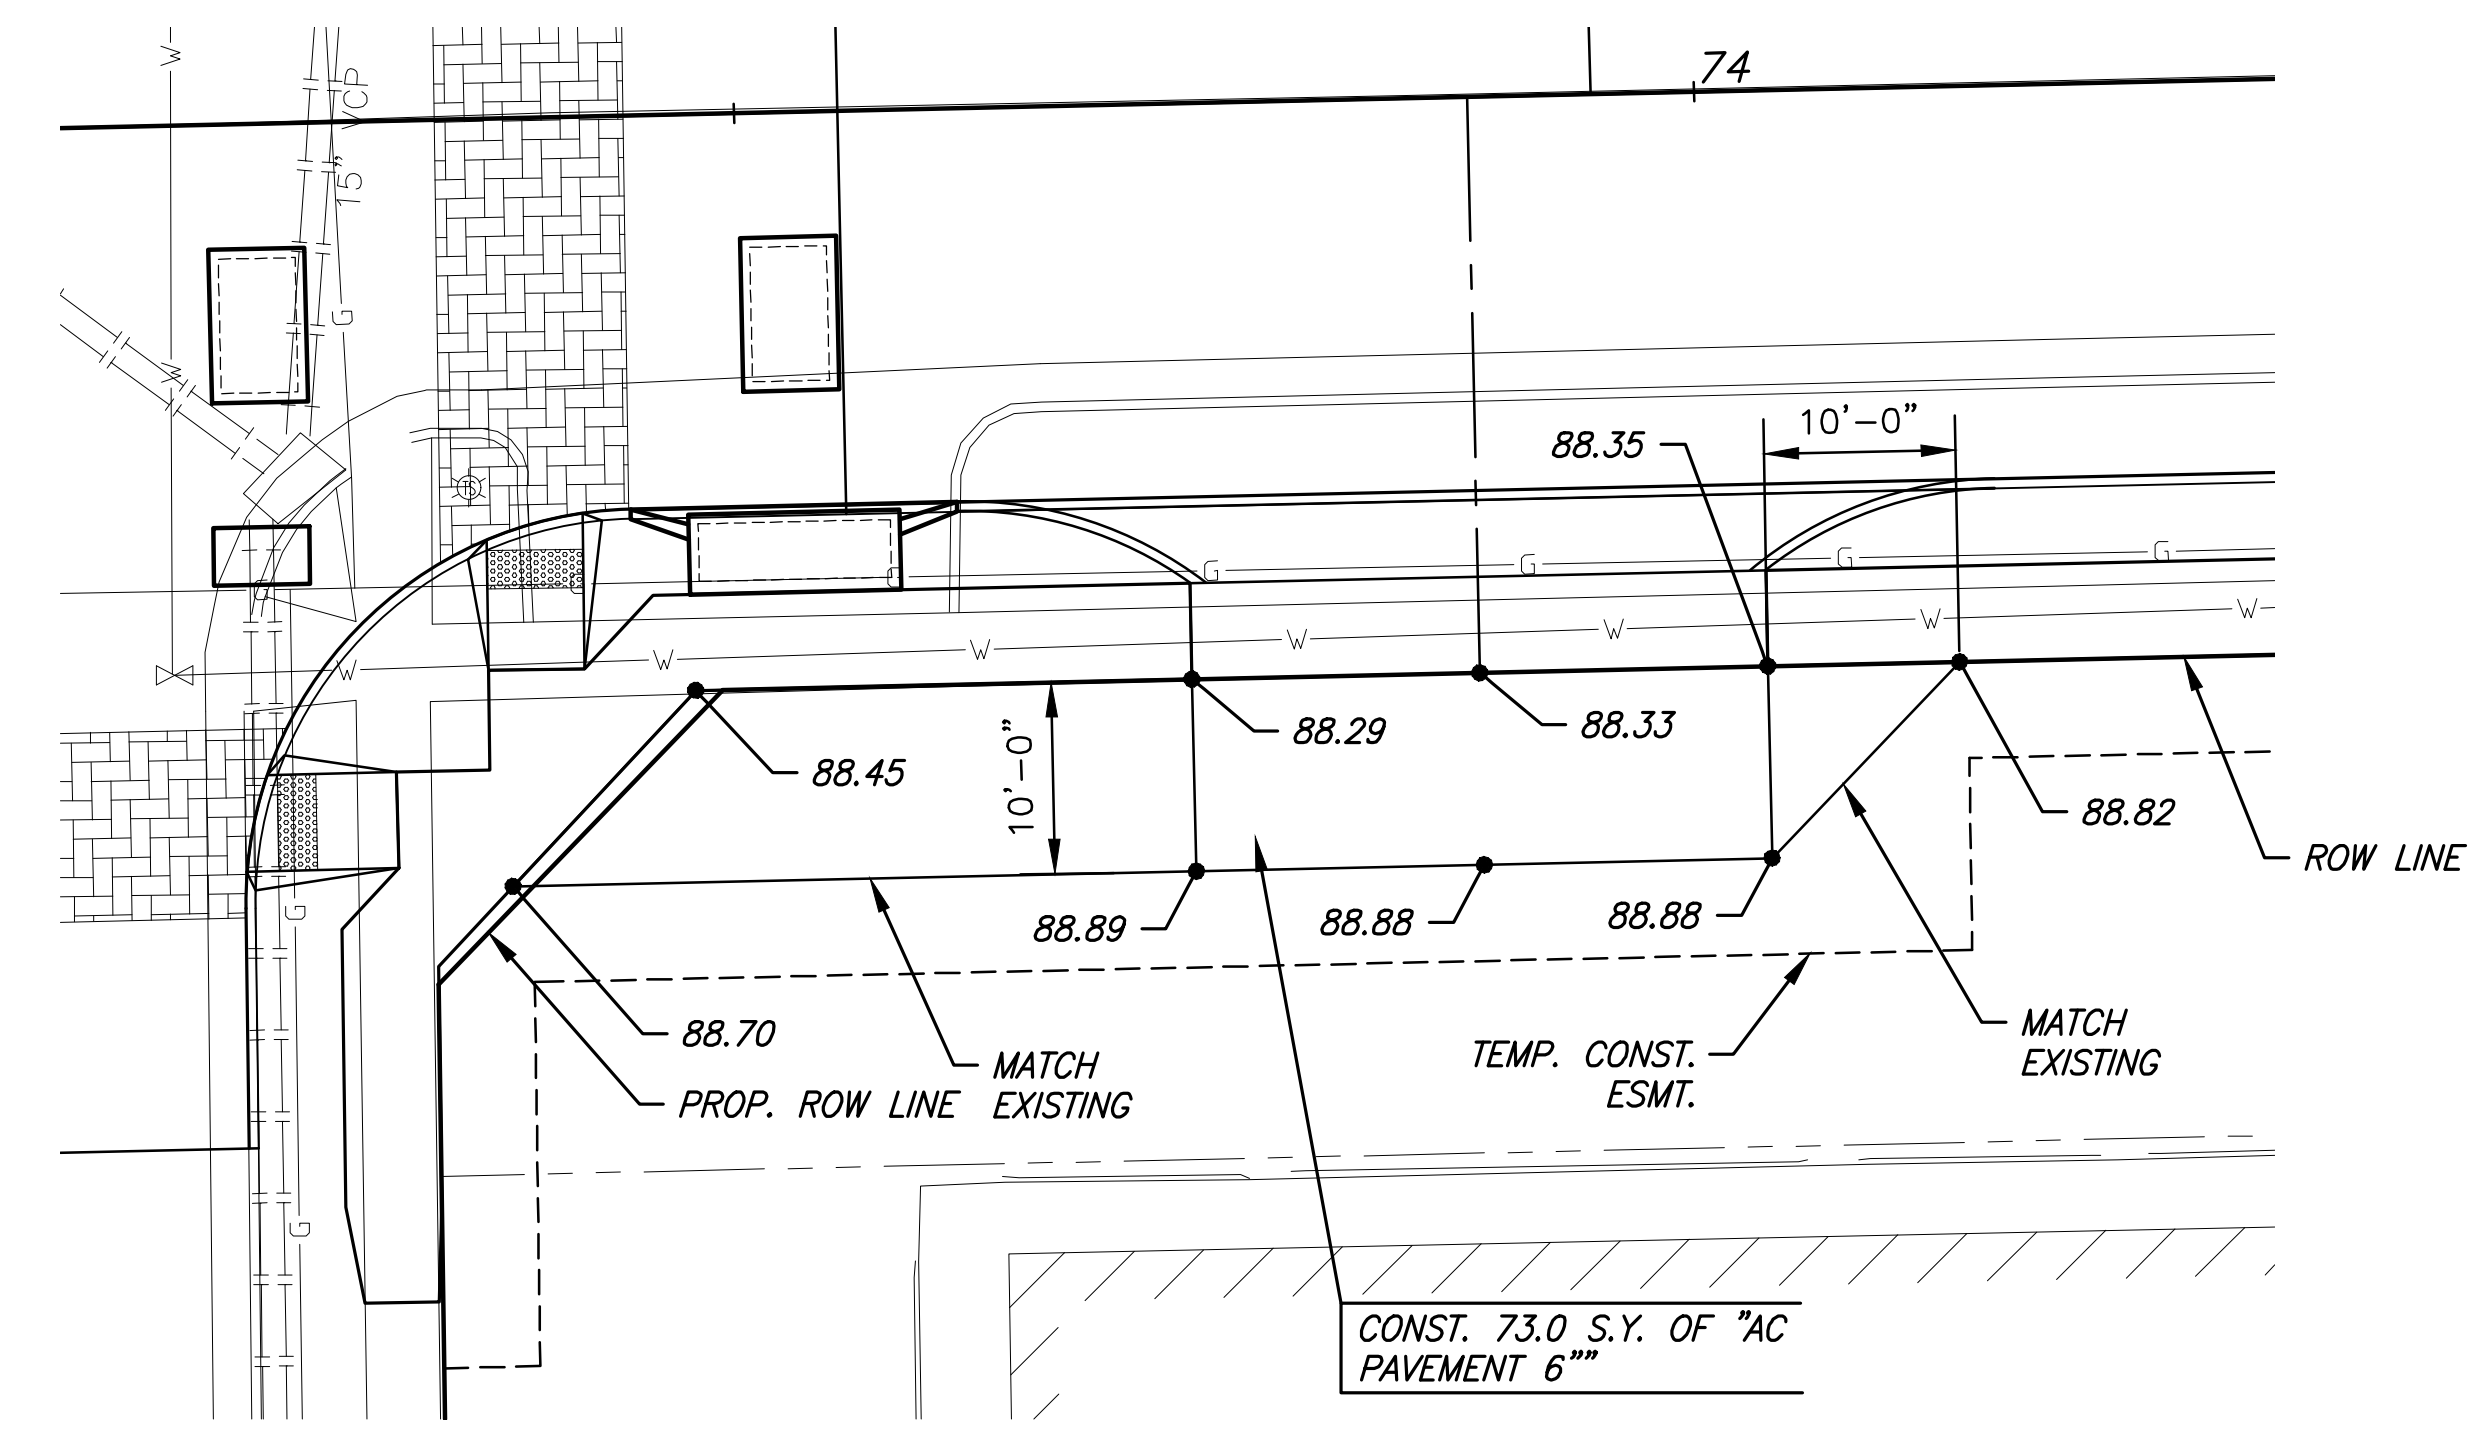 74
W
15" VCP
G
W
10'-0"
88.35
TS
G
G
G
G
G
G
G
W
W
W
W
W
W
W
88.29
88.33
88.45
10'-0"
88.82
ROW LINE
88.89
88.88
88.88
G
88.70
MATCH
EXISTING
PROP. ROW LINE
TEMP. CONST.
ESMT.
MATCH
EXISTING
G
CONST. 73.0 S.Y. OF "AC
PAVEMENT 6""